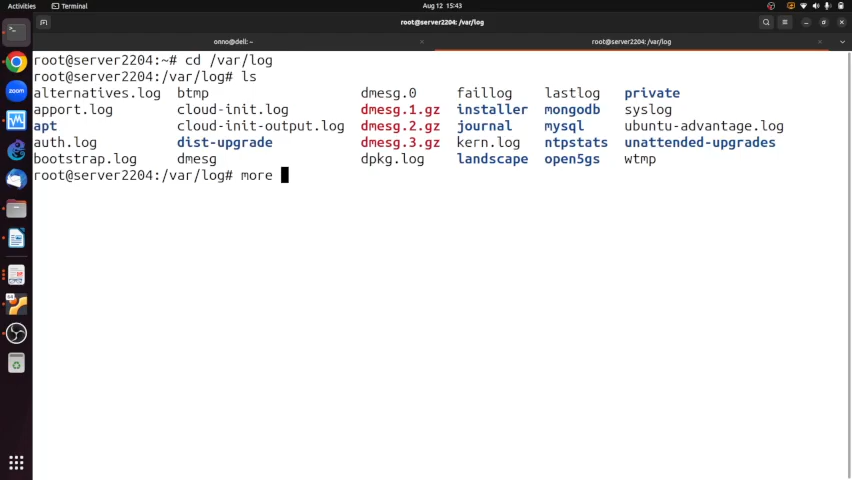 Activities Terminal Aug 12 15:43
root@server2204: /var/log
onno@dell: ~ root@server2204: /var/log
root@server2204:~# cd /var/log
root@server2204:/var/log# ls
alternatives.log btmp dmesg.0 faillog lastlog private
apport.log cloud-init.log dmesg.1.gz installer mongodb syslog
apt cloud-init-output.log dmesg.2.gz journal mysql ubuntu-advantage.log
auth.log dist-upgrade dmesg.3.gz kern.log ntpstats unattended-upgrades
bootstrap.log dmesg dpkg.log landscape open5gs wtmp
root@server2204:/var/log# more
zoom